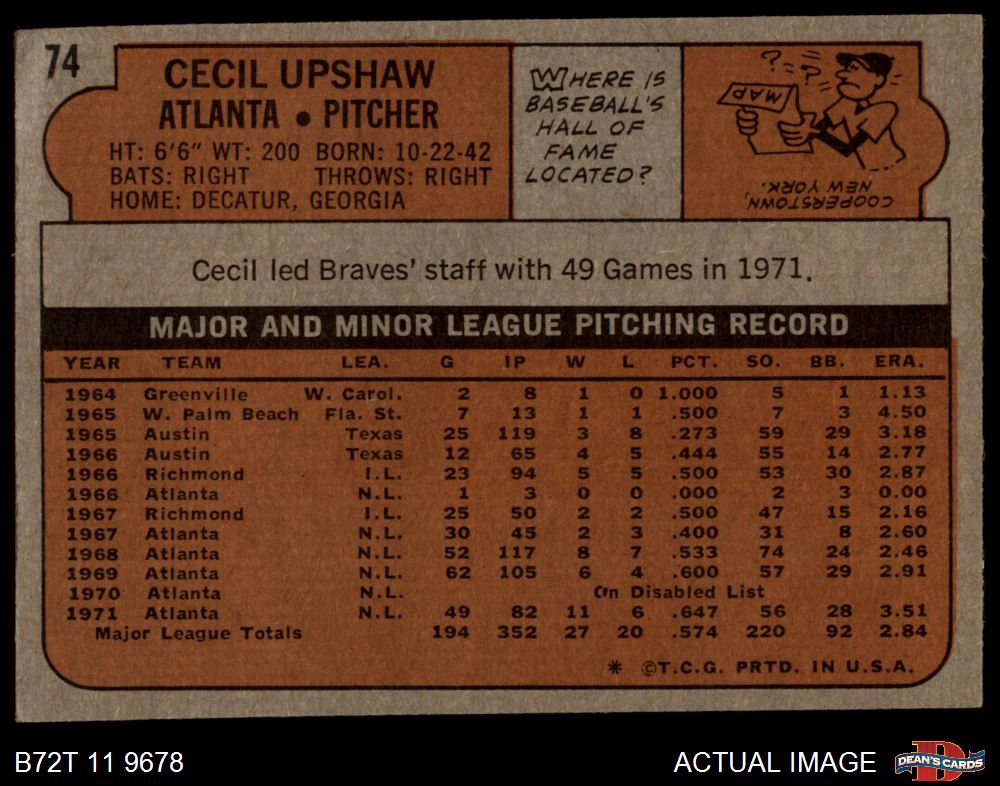 74
CECIL UPSHAW
ATLANTA • PITCHER
HT: 6'6" WT: 200 BORN: 10-22-42
BATS: RIGHT THROWS: RIGHT
HOME: DECATUR, GEORGIA
WHERE IS
BASEBALL'S
HALL OF
FAME
LOCATED?
? ? ?
MAP
COOPERSTOWN,
NEW YORK.
Cecil led Braves' staff with 49 Games in 1971.
MAJOR AND MINOR LEAGUE PITCHING RECORD
YEAR TEAM LEA. G IP W L PCT. SO. BB. ERA.
1964 Greenville W. Carol. 2 8 1 0 1.000 5 1 1.13
1965 W. Palm Beach Fla. St. 7 13 1 1 .500 7 3 4.50
1965 Austin Texas 25 119 3 8 .273 59 29 3.18
1966 Austin Texas 12 65 4 5 .444 55 14 2.77
1966 Richmond I.L. 23 94 5 5 .500 53 30 2.87
1966 Atlanta N.L. 1 3 0 0 .000 2 3 0.00
1967 Richmond I.L. 25 50 2 2 .500 47 15 2.16
1967 Atlanta N.L. 30 45 2 3 .400 31 8 2.60
1968 Atlanta N.L. 52 117 8 7 .533 74 24 2.46
1969 Atlanta N.L. 62 105 6 4 .600 57 29 2.91
1970 Atlanta N.L. On Disabled List
1971 Atlanta N.L. 49 82 11 6 .647 56 28 3.51
Major League Totals 194 352 27 20 .574 220 92 2.84
* ©T.C.G. PRTD. IN U.S.A.
B72T 11 9678
ACTUAL IMAGE
D
DEAN'S CARDS